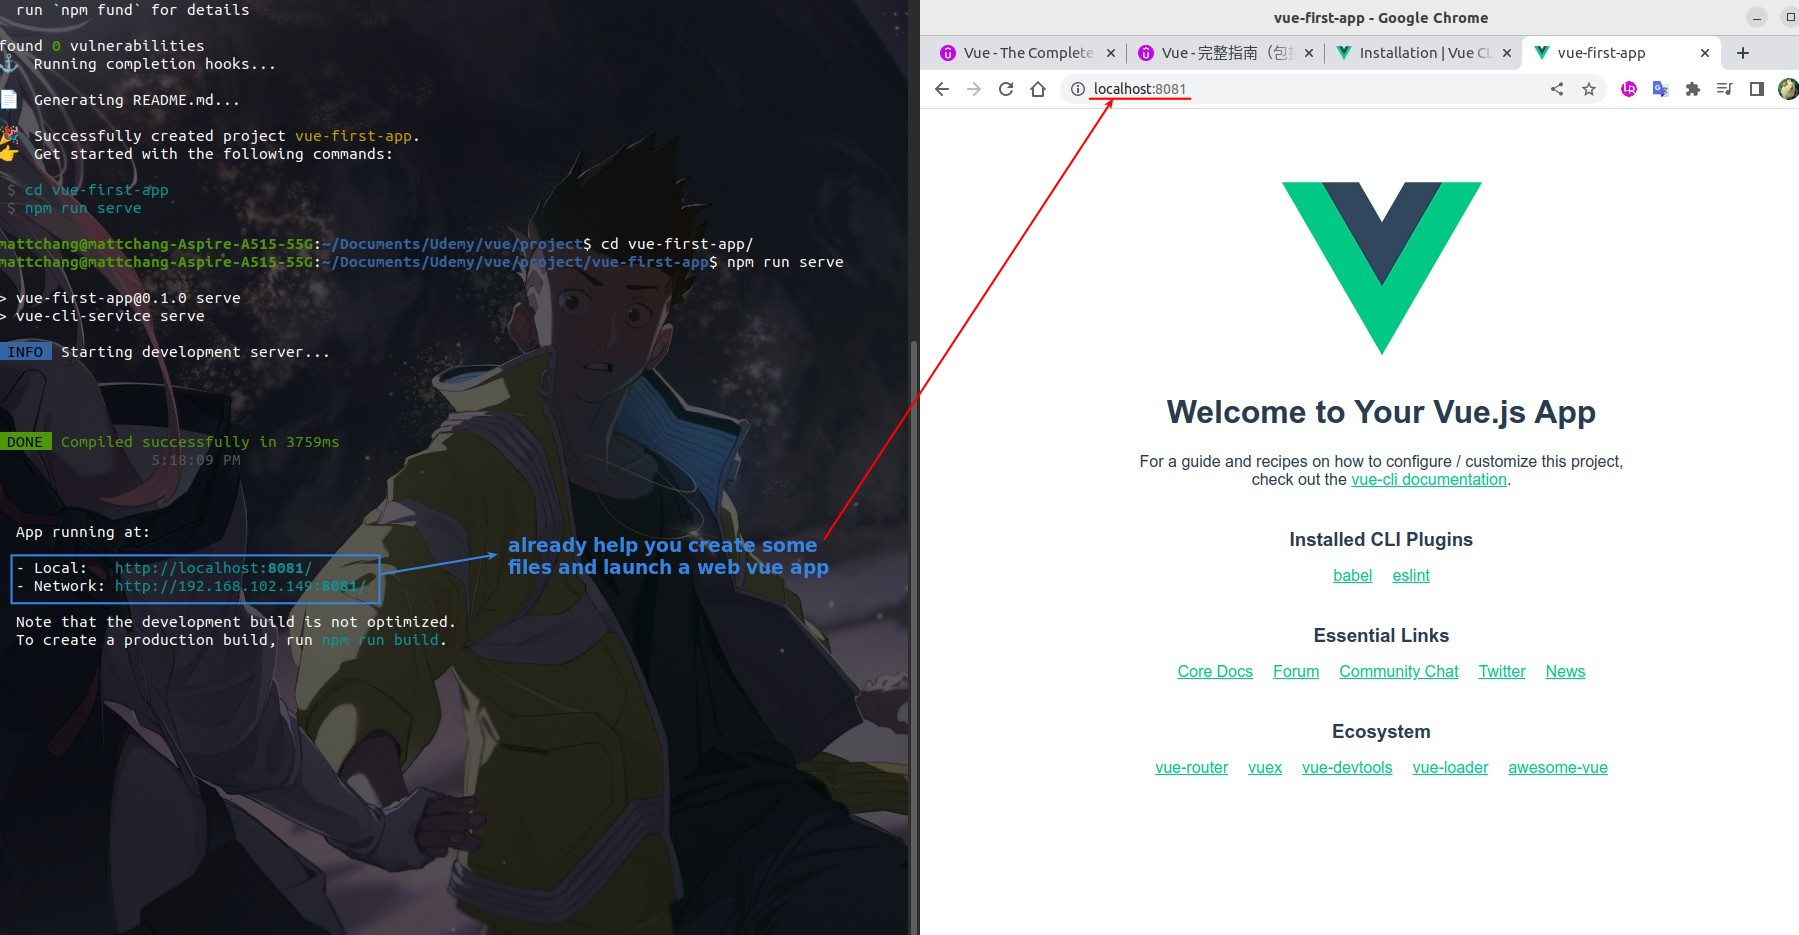 run `npm fund` for details
found 0 vulnerabilities
Running completion hooks...
Generating README.md...
Successfully created project vue-first-app.
Get started with the following commands:
$ cd vue-first-app
$ npm run serve
mattchang@mattchang-Aspire-A515-55G:~/Documents/Udemy/vue/project$ cd vue-first-app/
mattchang@mattchang-Aspire-A515-55G:~/Documents/Udemy/vue/project/vue-first-app$ npm run serve
> vue-first-app@0.1.0 serve
> vue-cli-service serve
INFO Starting development server...
DONE Compiled successfully in 3759ms
5:18:09 PM
App running at:
- Local: http://localhost:8081/
- Network: http://192.168.102.149:8081/
already help you create some
files and launch a web vue app
Note that the development build is not optimized.
To create a production build, run npm run build.
vue-first-app - Google Chrome
Vue - The Complete
Vue - 完整指南（包
Installation | Vue CL
vue-first-app
localhost:8081
Welcome to Your Vue.js App
For a guide and recipes on how to configure / customize this project,
check out the vue-cli documentation.
Installed CLI Plugins
babel eslint
Essential Links
Core Docs Forum Community Chat Twitter News
Ecosystem
vue-router vuex vue-devtools vue-loader awesome-vue